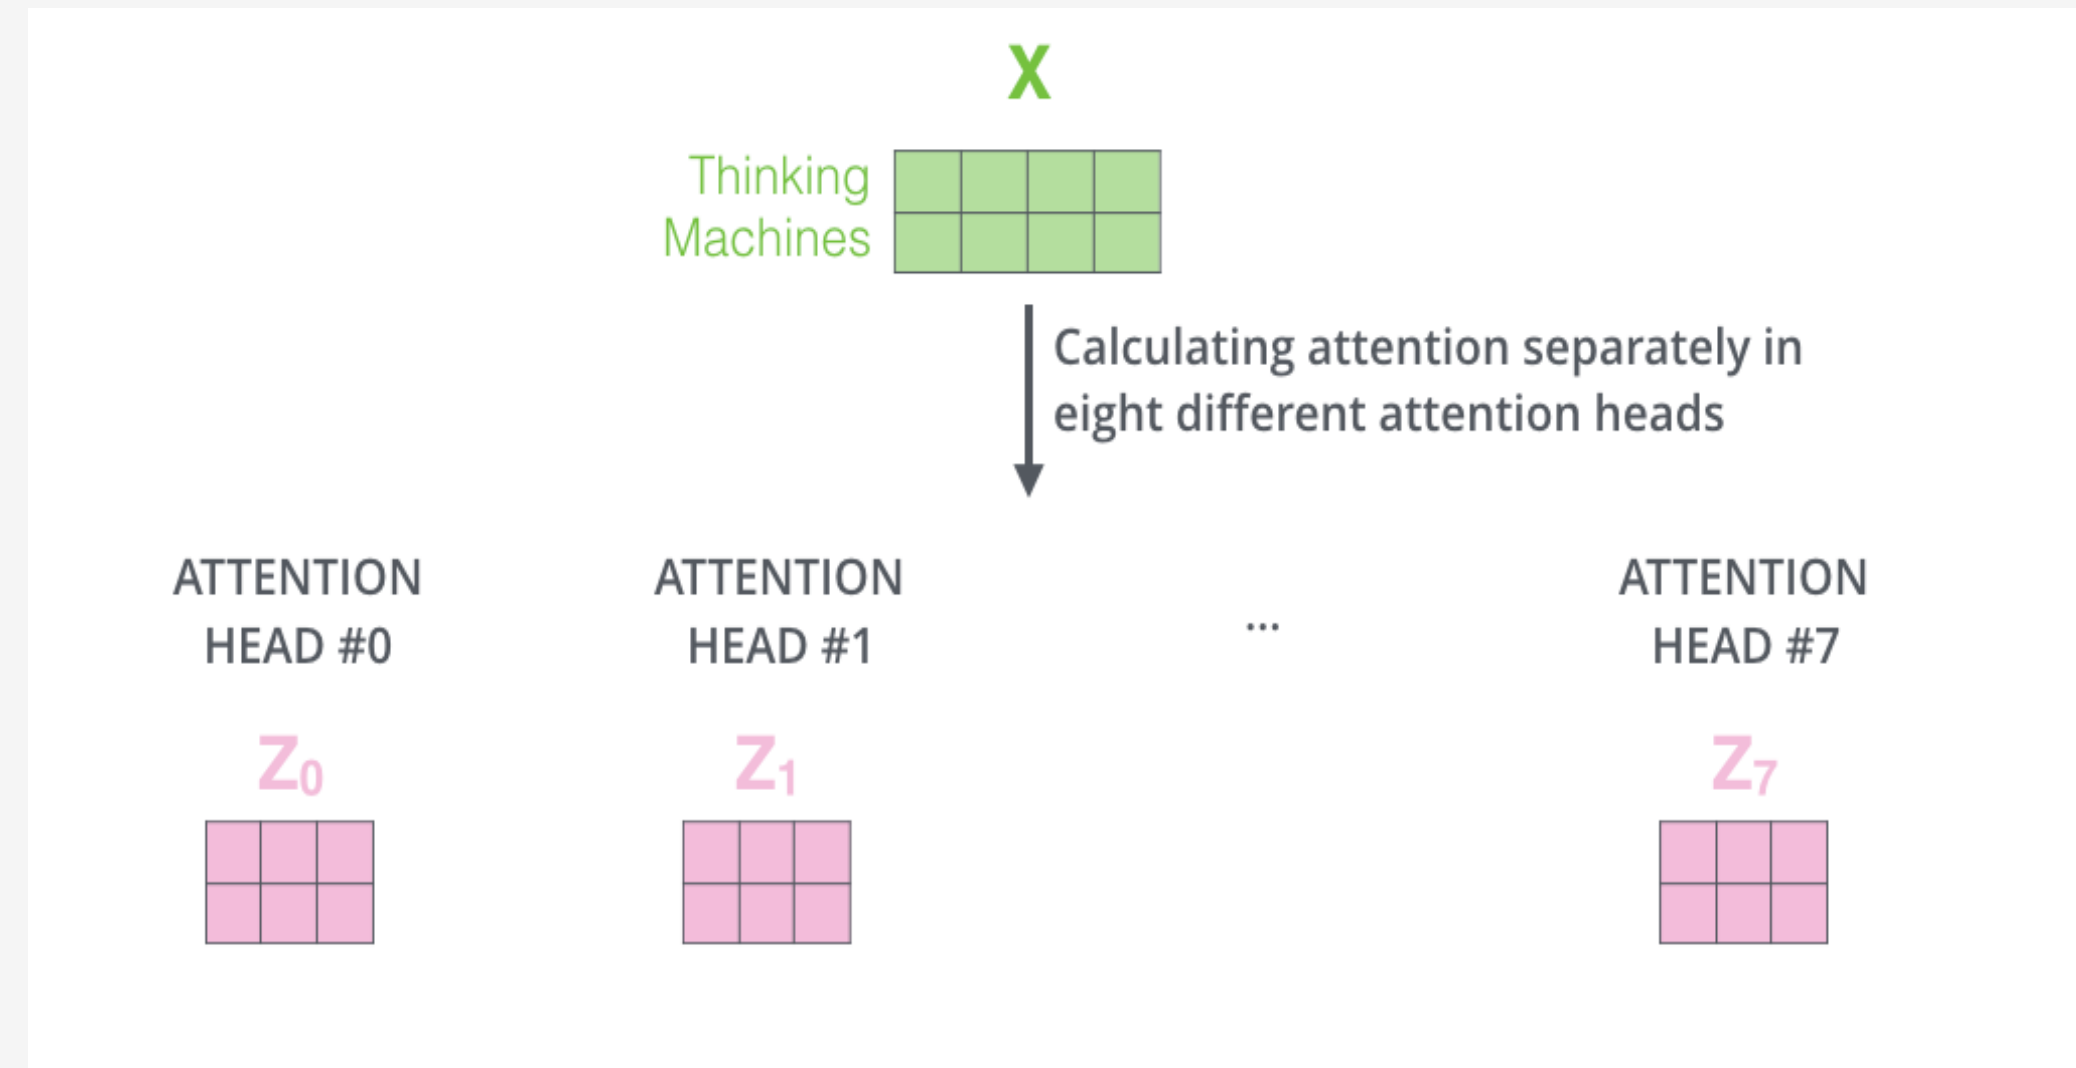 X
Thinking
Machines
Calculating attention separately in
eight different attention heads
ATTENTION
HEAD #0
ATTENTION
HEAD #1
...
ATTENTION
HEAD #7
Z0
Z1
Z7